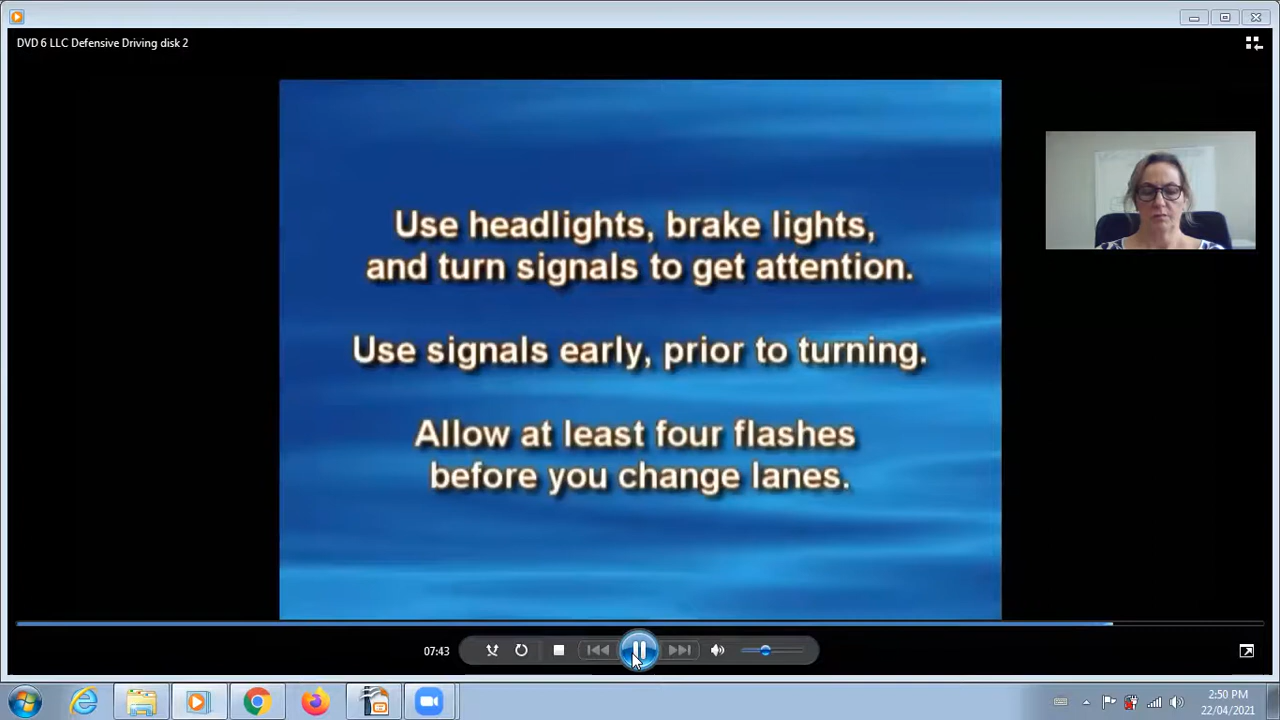 DVD 6 LLC Defensive Driving disk 2
Use headlights, brake lights,
and turn signals to get attention.
Use signals early, prior to turning.
Allow at least four flashes
before you change lanes.
07:43
2:50 PM
22/04/2021